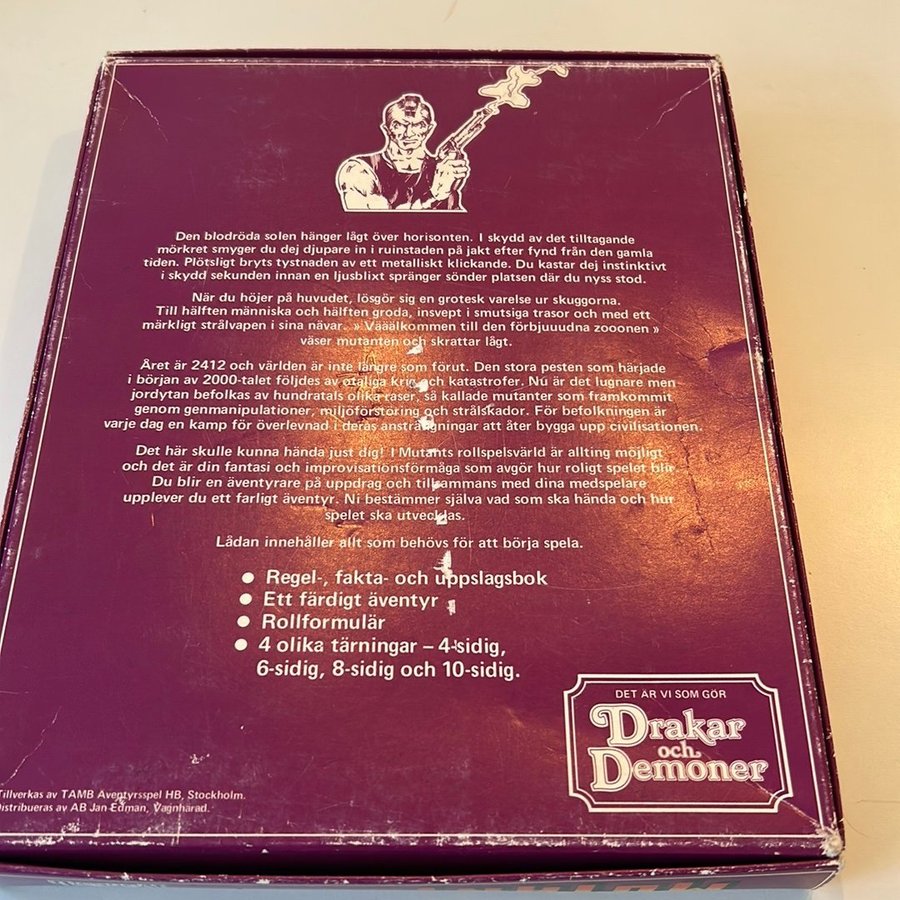 Den blodröda solen hänger lågt över horisonten. I skydd av det tilltagande
mörkret smyger du dej djupare in i ruinstaden på jakt efter fynd från den gamla
tiden. Plötsligt bryts tystnaden av ett metalliskt klickande. Du kastar dej instinktivt
i skydd sekunden innan en ljusblixt spränger sönder platsen där du nyss stod.
När du höjer på huvudet, lösgör sig en grotesk varelse ur skuggorna.
Till hälften människa och hälften groda, insvept i smutsiga trasor och med ett
märkligt strålvapen i sina nävar. » Vääälkommen till den förbjuuudna zooonen »
väser mutanten och skrattar lågt.
Året är 2412 och världen är inte längre som förut. Den stora pesten som härjade
i början av 2000-talet följdes av otaliga krig och katastrofer. Nu är det lugnare men
jordytan befolkas av hundratals olika raser, så kallade mutanter som framkommit
genom genmanipulationer, miljöförstöring och strålskador. För befolkningen är
varje dag en kamp för överlevnad i deras ansträngningar att åter bygga upp civilisationen.
Det här skulle kunna hända just dig! I Mutants rollspelsvärld är allting möjligt
och det är din fantasi och improvisationsförmåga som avgör hur roligt spelet blir.
Du blir en äventyrare på uppdrag och tillsammans med dina medspelare
upplever du ett farligt äventyr. Ni bestämmer själva vad som ska hända och hur
spelet ska utvecklas.
Lådan innehåller allt som behövs för att börja spela.
● Regel-, fakta- och uppslagsbok
● Ett färdigt äventyr
● Rollformulär
● 4 olika tärningar – 4-sidig,
6-sidig, 8-sidig och 10-sidig.
DET ÄR VI SOM GÖR
Drakar
och
Demoner
Tillverkas av TAMB Äventyrsspel HB, Stockholm.
Distribueras av AB Jan Edman, Vagnhärad.